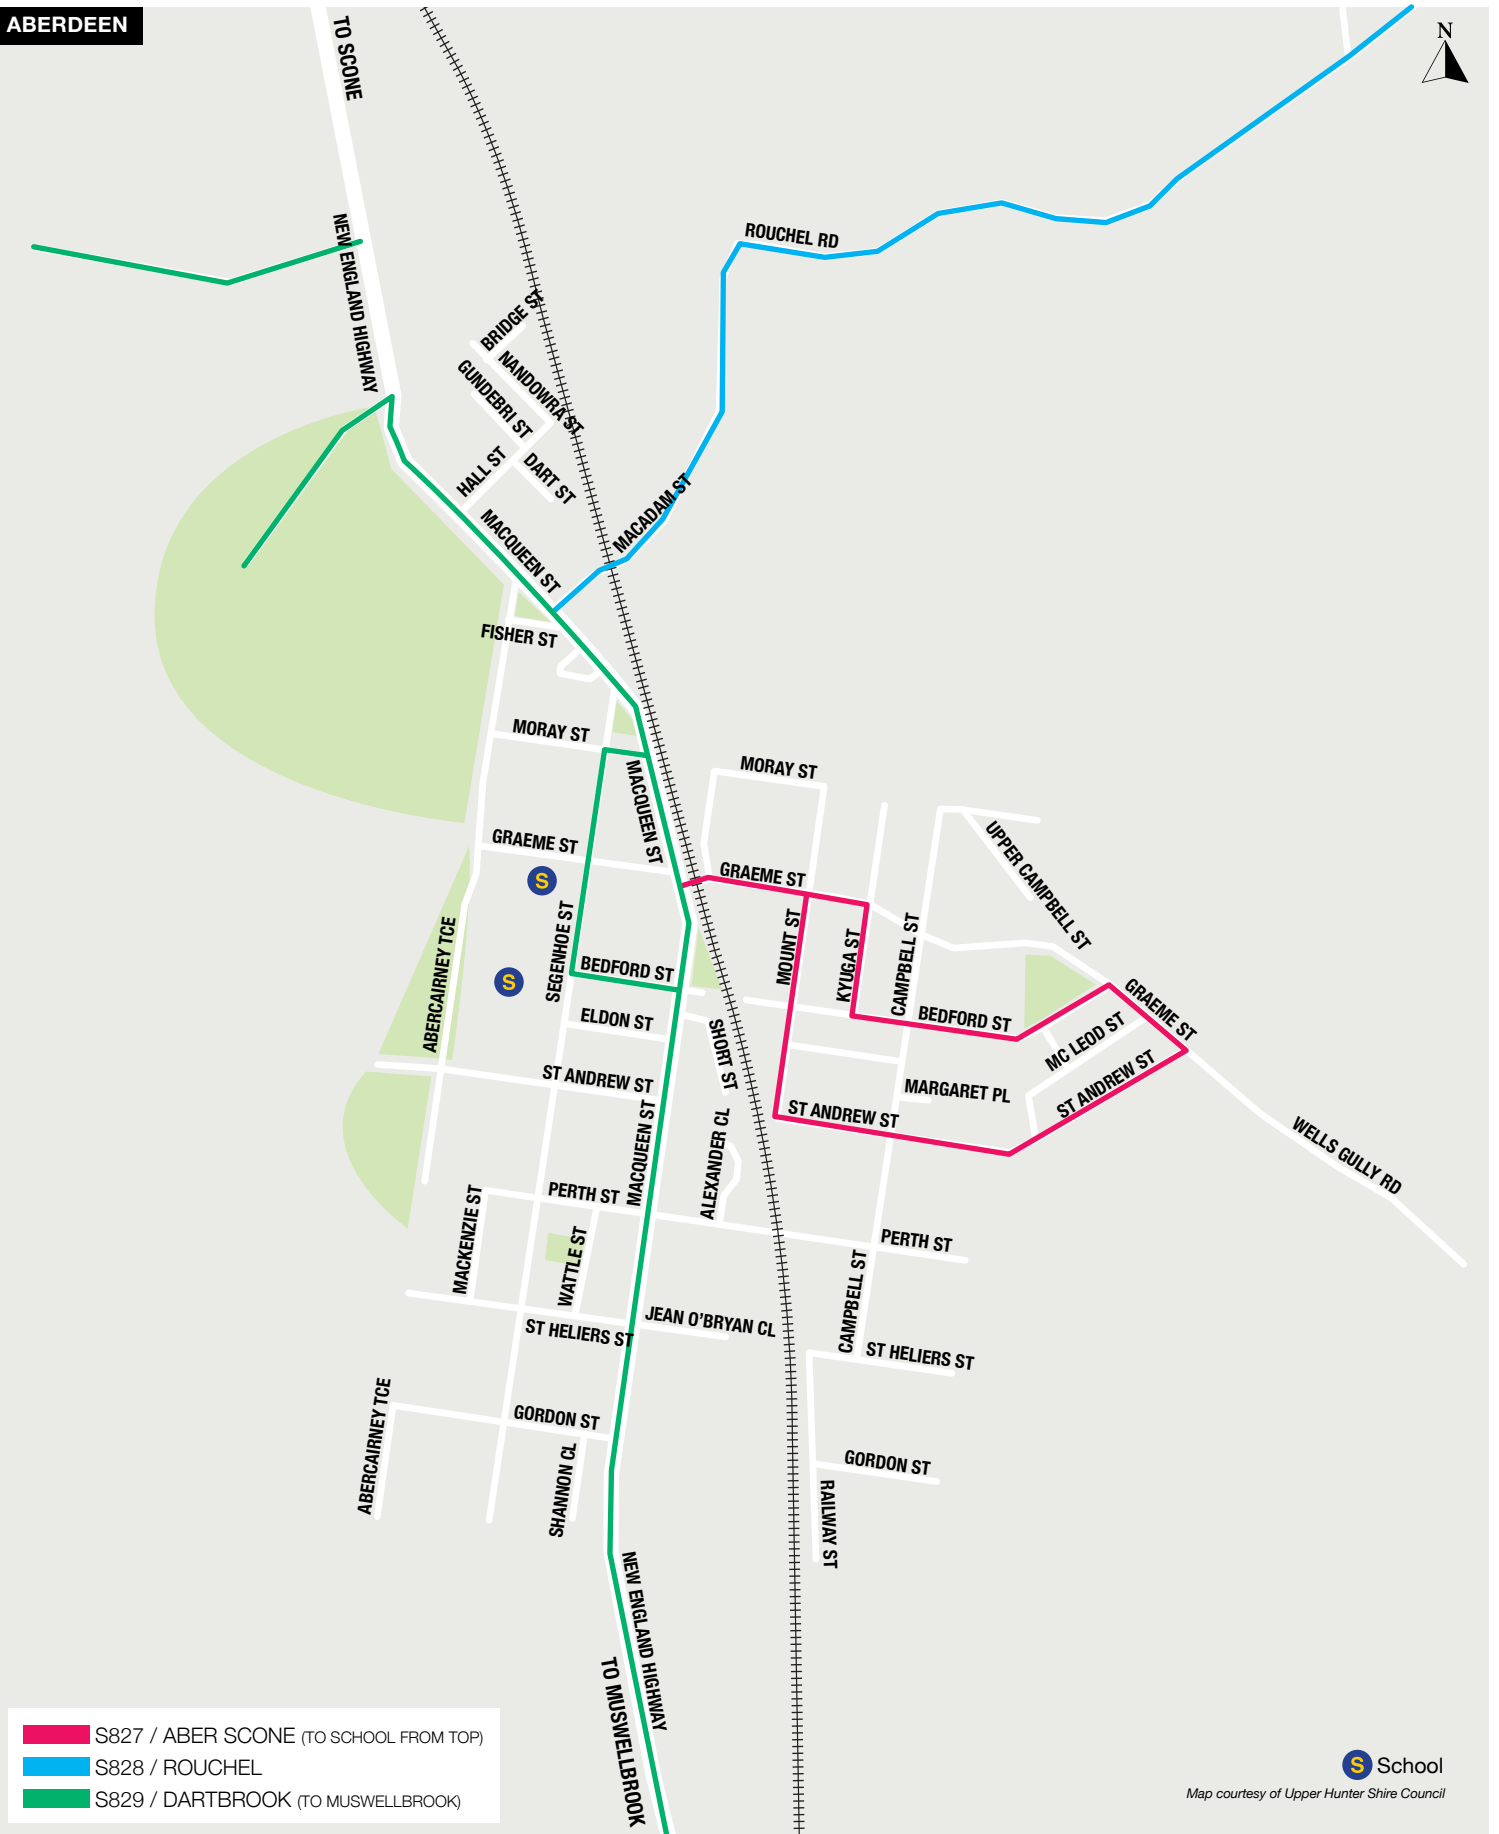 ABERDEEN
TO SCONE
N
NEW ENGLAND HIGHWAY
ROUCHEL RD
BRIDGE ST
NANDOWRA ST
GUNDEBRI ST
HALL ST
DART ST
MACADAM ST
MACQUEEN ST
FISHER ST
MORAY ST
MACQUEEN ST
MORAY ST
GRAEME ST
S
GRAEME ST
UPPER CAMPBELL ST
SEGENHOE ST
MOUNT ST
KYUGA ST
CAMPBELL ST
ABERCAIRNEY TCE
S
BEDFORD ST
ELDON ST
SHORT ST
BEDFORD ST
GRAEME ST
MC LEOD ST
ST ANDREW ST
ST ANDREW ST
MARGARET PL
ST ANDREW ST
MACQUEEN ST
ALEXANDER CL
WELLS GULLY RD
PERTH ST
MACKENZIE ST
WATTLE ST
PERTH ST
CAMPBELL ST
ST HELIERS ST
JEAN O'BRYAN CL
ST HELIERS ST
ABERCAIRNEY TCE
GORDON ST
SHANNON CL
GORDON ST
RAILWAY ST
NEW ENGLAND HIGHWAY
TO MUSWELLBROOK
S827 / ABER SCONE (TO SCHOOL FROM TOP)
S828 / ROUCHEL
S829 / DARTBROOK (TO MUSWELLBROOK)
S School
Map courtesy of Upper Hunter Shire Council